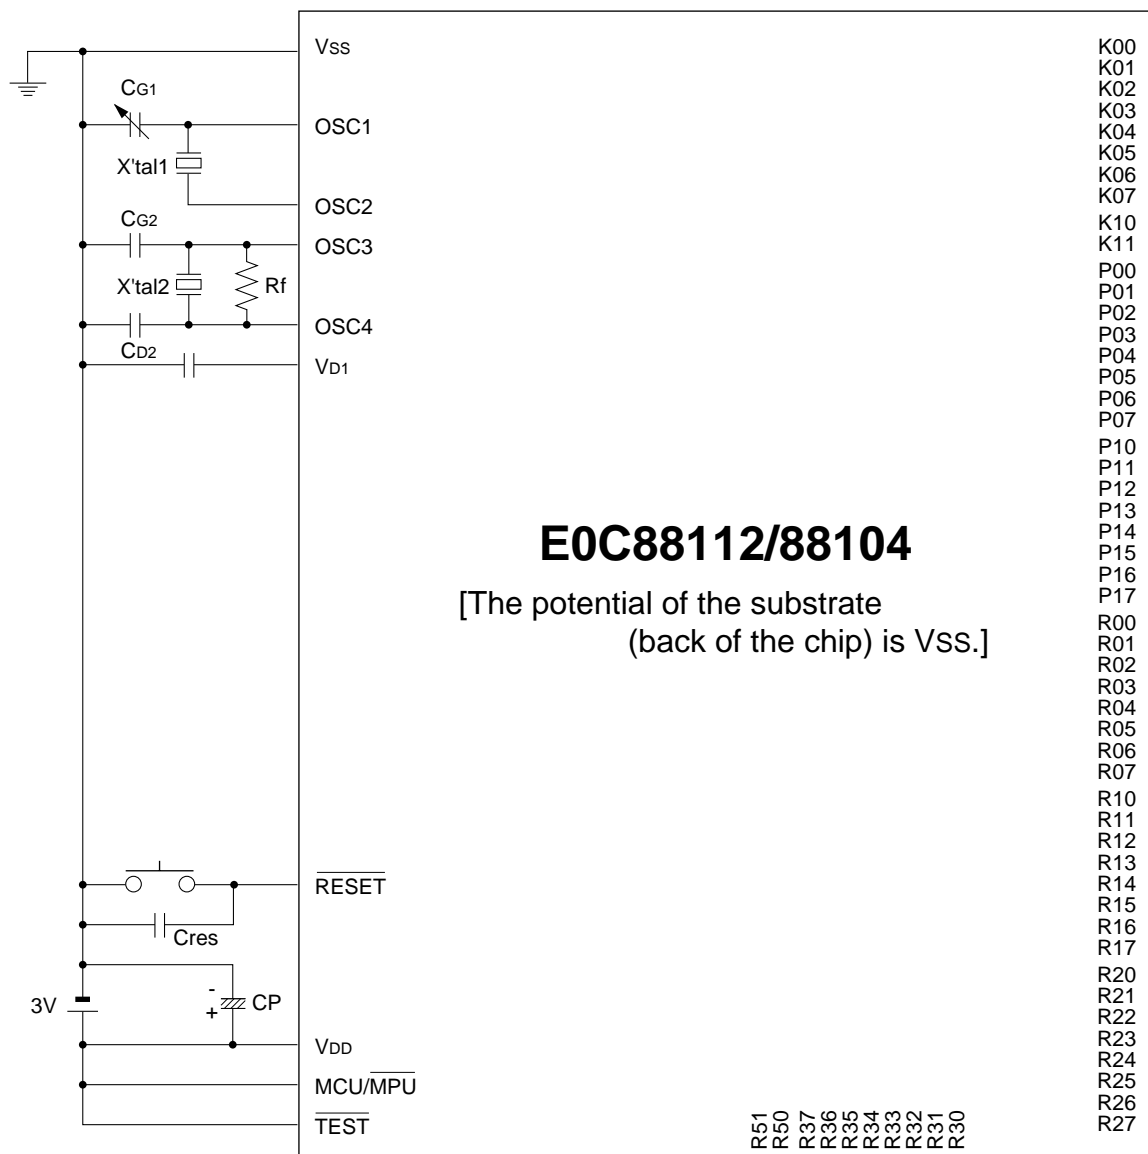 VSS
CG1
OSC1
X'tal1
OSC2
CG2
OSC3
X'tal2
Rf
OSC4
CD2
VD1
E0C88112/88104
[The potential of the substrate
(back of the chip) is VSS.]
RESET
Cres
-
3V
+
CP
VDD
MCU/MPU
TEST
K00
K01
K02
K03
K04
K05
K06
K07
K10
K11
P00
P01
P02
P03
P04
P05
P06
P07
P10
P11
P12
P13
P14
P15
P16
P17
R00
R01
R02
R03
R04
R05
R06
R07
R10
R11
R12
R13
R14
R15
R16
R17
R20
R21
R22
R23
R24
R25
R26
R27
R51
R50
R37
R36
R35
R34
R33
R32
R31
R30